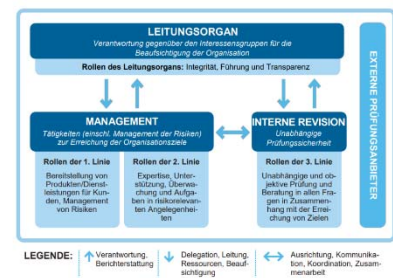 LEITUNGSORGAN
Verantwortung gegenüber den Interessensgruppen für die
Beaufsichtigung der Organisation
Rollen des Leitungsorgans: Integrität, Führung und Transparenz
MANAGEMENT
Tätigkeiten (einschl. Management der Risiken)
zur Erreichung der Organisationsziele
Rollen der 1. Linie
Bereitstellung von
Produkten/Dienst-
leistungen für Kun-
den, Management
von Risiken
Rollen der 2. Linie
Expertise, Unter-
stützung, Überwa-
chung und Aufga-
ben in risikorelevan-
ten Angelegenhei-
ten
INTERNE REVISION
Unabhängige
Prüfungssicherheit
Rollen der 3. Linie
Unabhängige und ob-
jektive Prüfung und
Beratung in allen Fra-
gen in Zusammen-
hang mit der Errei-
chung von Zielen
EXTERNE PRÜFUNGSANBIETER
LEGENDE:
Verantwortung,
Berichterstattung
Delegation, Leitung,
Ressourcen, Beauf-
sichtigung
Ausrichtung, Kommunika-
tion, Koordination, Zusam-
menarbeit